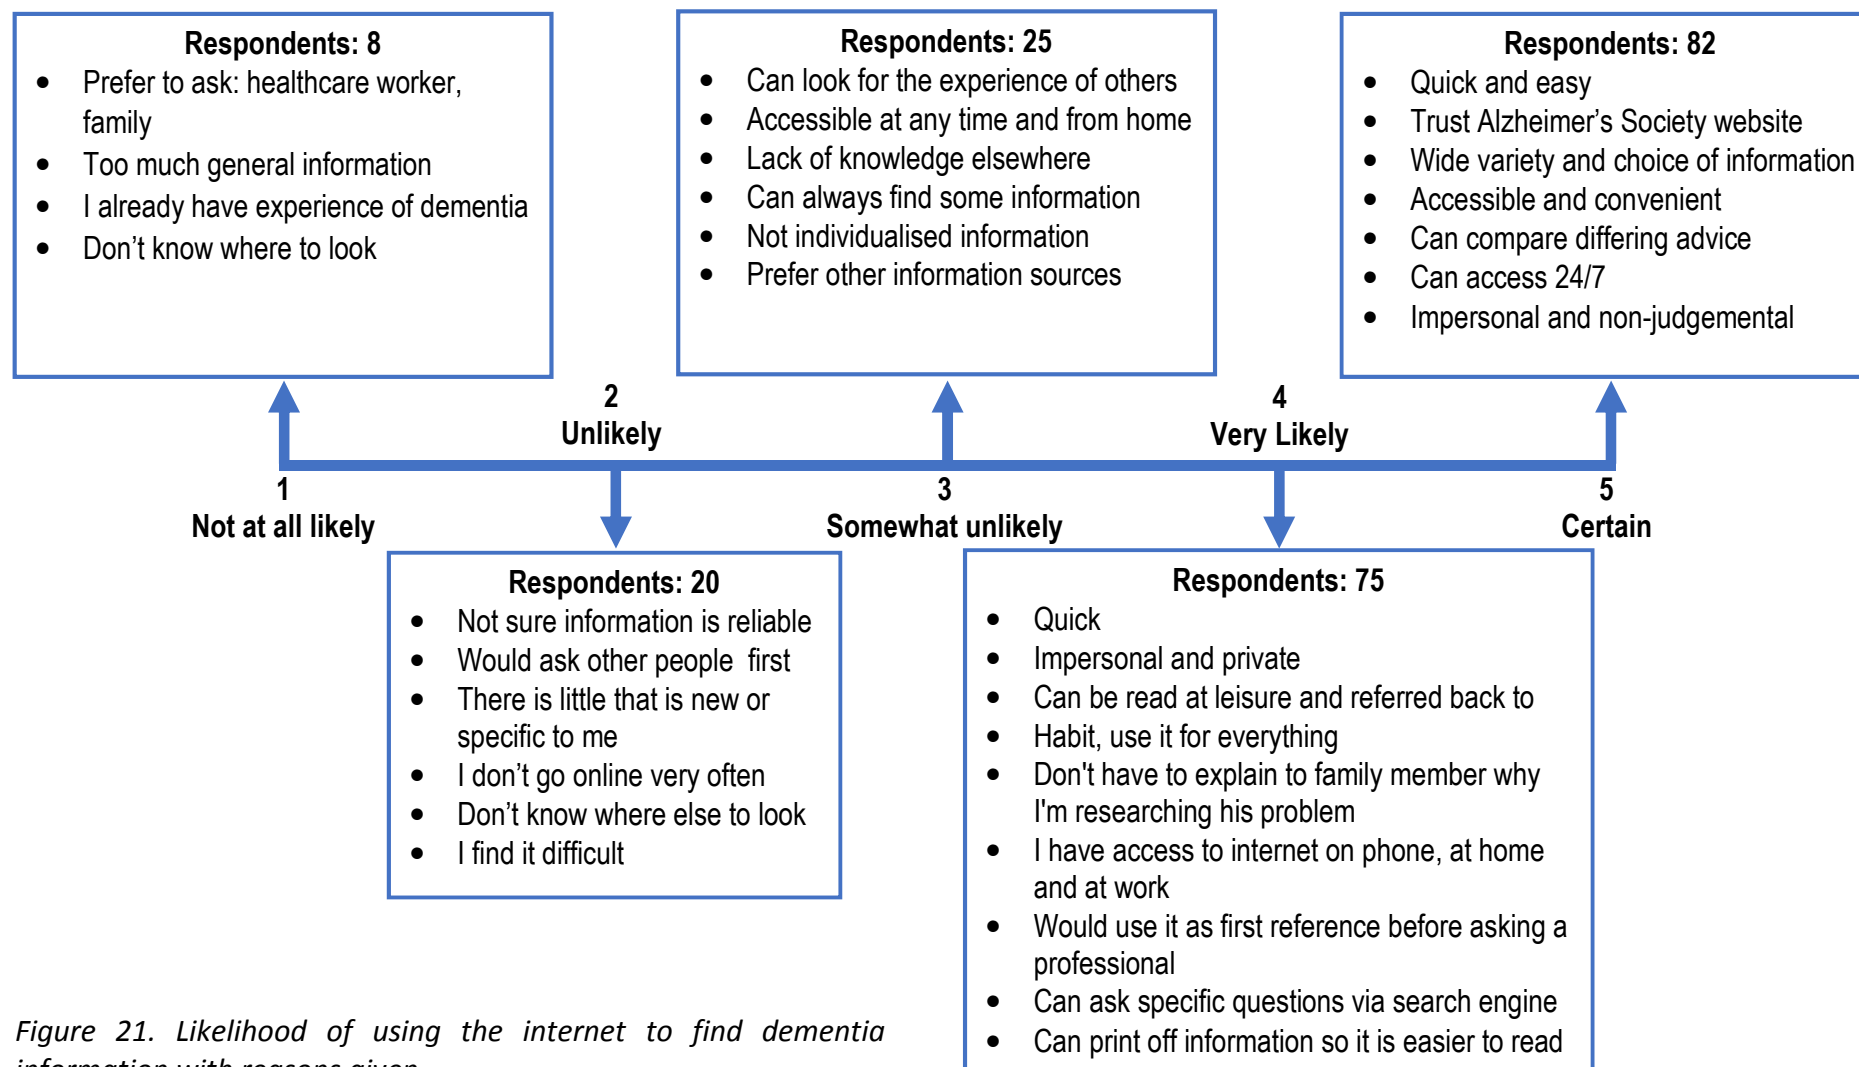 Respondents: 8
• Prefer to ask: healthcare worker,
family
• Too much general information
• I already have experience of dementia
• Don’t know where to look
Respondents: 25
• Can look for the experience of others
• Accessible at any time and from home
• Lack of knowledge elsewhere
• Can always find some information
• Not individualised information
• Prefer other information sources
Respondents: 82
• Quick and easy
• Trust Alzheimer’s Society website
• Wide variety and choice of information
• Accessible and convenient
• Can compare differing advice
• Can access 24/7
• Impersonal and non-judgemental
2
Unlikely
4
Very Likely
1
Not at all likely
3
Somewhat unlikely
5
Certain
Respondents: 20
• Not sure information is reliable
• Would ask other people  first
• There is little that is new or
specific to me
• I don’t go online very often
• Don’t know where else to look
• I find it difficult
Respondents: 75
• Quick
• Impersonal and private
• Can be read at leisure and referred back to
• Habit, use it for everything
• Don't have to explain to family member why
I'm researching his problem
• I have access to internet on phone, at home
and at work
• Would use it as first reference before asking a
professional
• Can ask specific questions via search engine
• Can print off information so it is easier to read
Figure 21. Likelihood of using the internet to find dementia
information with reasons given